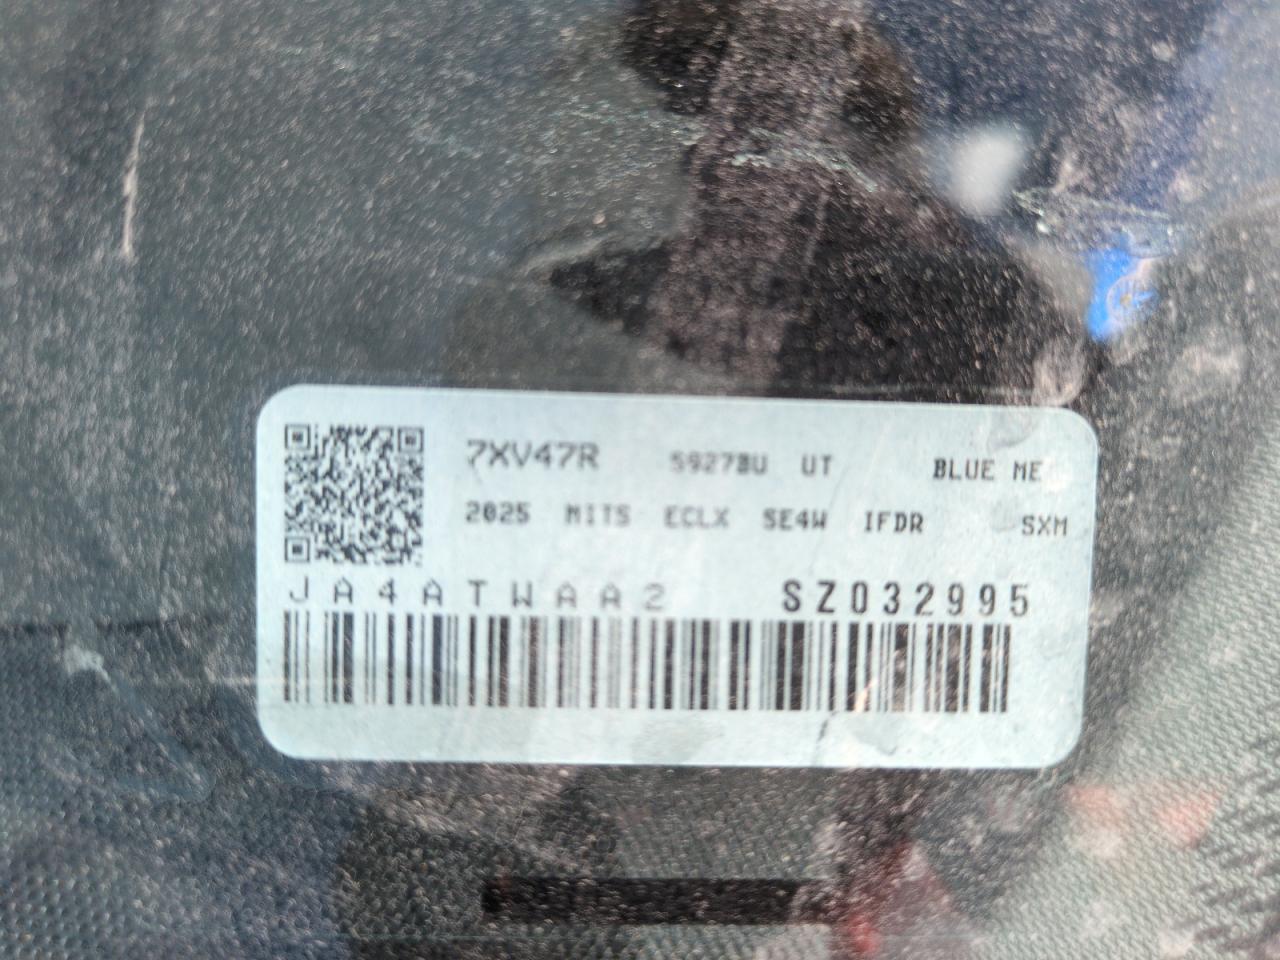 7XV47R 5927BU UT BLUE ME
2025 MITS ECLX SE4W IFDR SXM
JA4ATWAA2 SZ032995